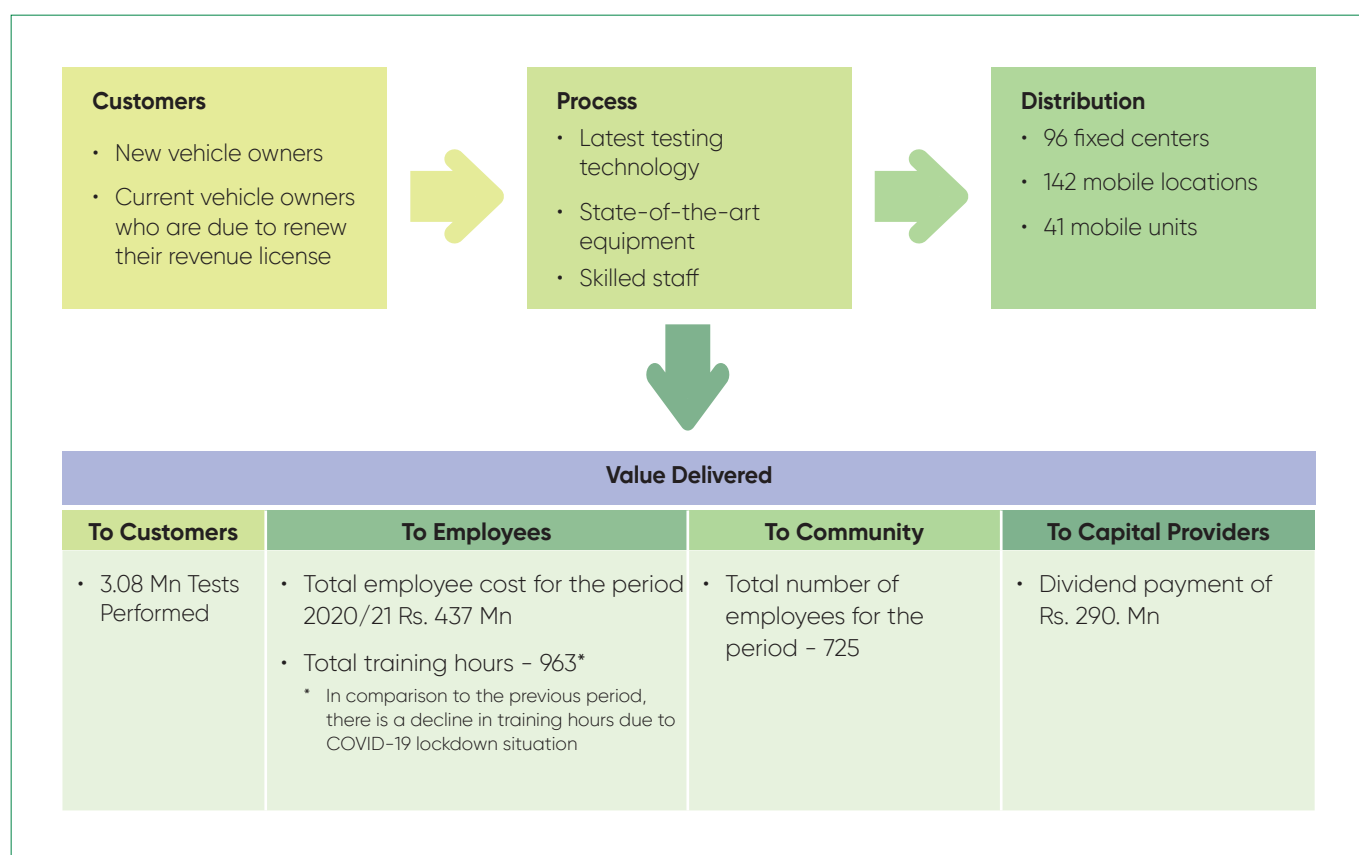 Customers
• New vehicle owners
• Current vehicle owners
who are due to renew
their revenue license
Process
• Latest testing
technology
• State-of-the-art
equipment
• Skilled staff
Distribution
• 96 fixed centers
• 142 mobile locations
• 41 mobile units
Value Delivered
To Customers
• 3.08 Mn Tests
Performed
To Employees
• Total employee cost for the period
2020/21 Rs. 437 Mn
• Total training hours - 963*
* In comparison to the previous period,
there is a decline in training hours due to
COVID-19 lockdown situation
To Community
• Total number of
employees for the
period - 725
To Capital Providers
• Dividend payment of
Rs. 290. Mn